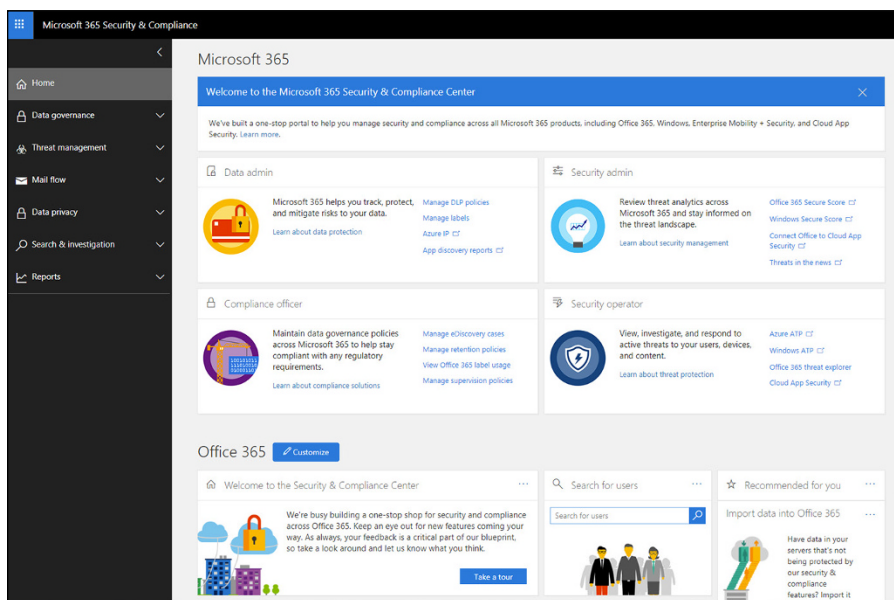 Microsoft 365 Security & Compliance
Home
Data governance
Threat management
Mail flow
Data privacy
Search & investigation
Reports
Microsoft 365
Welcome to the Microsoft 365 Security & Compliance Center
We've built a one-stop portal to help you manage security and compliance across all Microsoft 365 products, including Office 365, Windows, Enterprise Mobility + Security, and Cloud App
Security. Learn more.
Data admin
Microsoft 365 helps you track, protect,
and mitigate risks to your data.
Learn about data protection
Manage DLP policies
Manage labels
Azure IP
App discovery reports
Security admin
Review threat analytics across
Microsoft 365 and stay informed on
the threat landscape.
Learn about security management
Office 365 Secure Score
Windows Secure Score
Connect Office to Cloud App
Security
Threats in the news
Compliance officer
100101011
Maintain data governance policies
across Microsoft 365 to help stay
compliant with any regulatory
requirements.
Learn about compliance solutions
Manage eDiscovery cases
Manage retention policies
View Office 365 label usage
Manage supervision policies
Security operator
View, investigate, and respond to
active threats to your users, devices,
and content.
Learn about threat protection
Azure ATP
Windows ATP
Office 365 threat explorer
Cloud App Security
Office 365
Customize
Welcome to the Security & Compliance Center
We're busy building a one-stop shop for security and compliance
across Office 365. Keep an eye out for new features coming your
way. As always, your feedback is a critical part of our blueprint,
so take a look around and let us know what you think.
Take a tour
Search for users
Search for users
Recommended for you
Import data into Office 365
Have data in your
servers that's not
being protected by
our security &
compliance
features? Import it